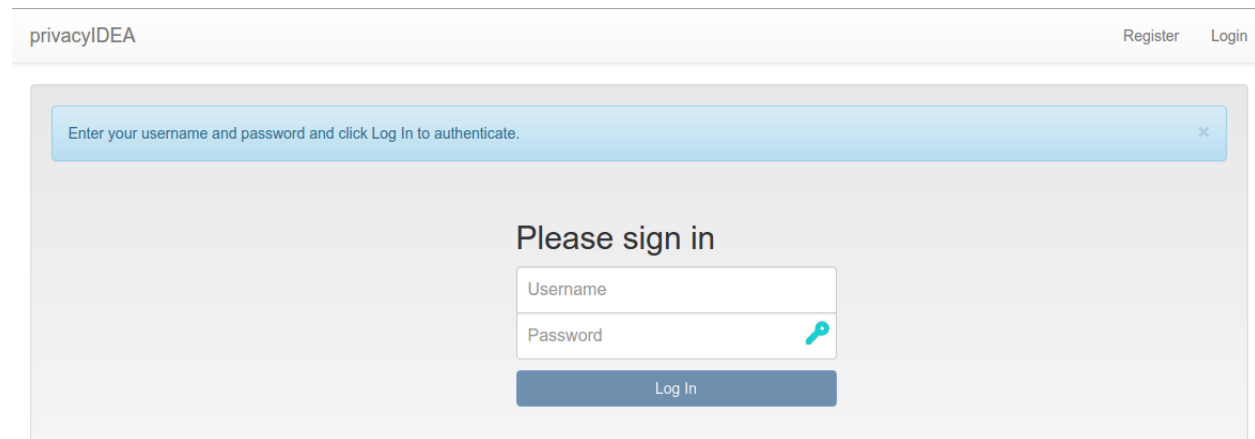 privacyIDEA Register Login
Enter your username and password and click Log In to authenticate. ×
Please sign in
Username
Password
Log In